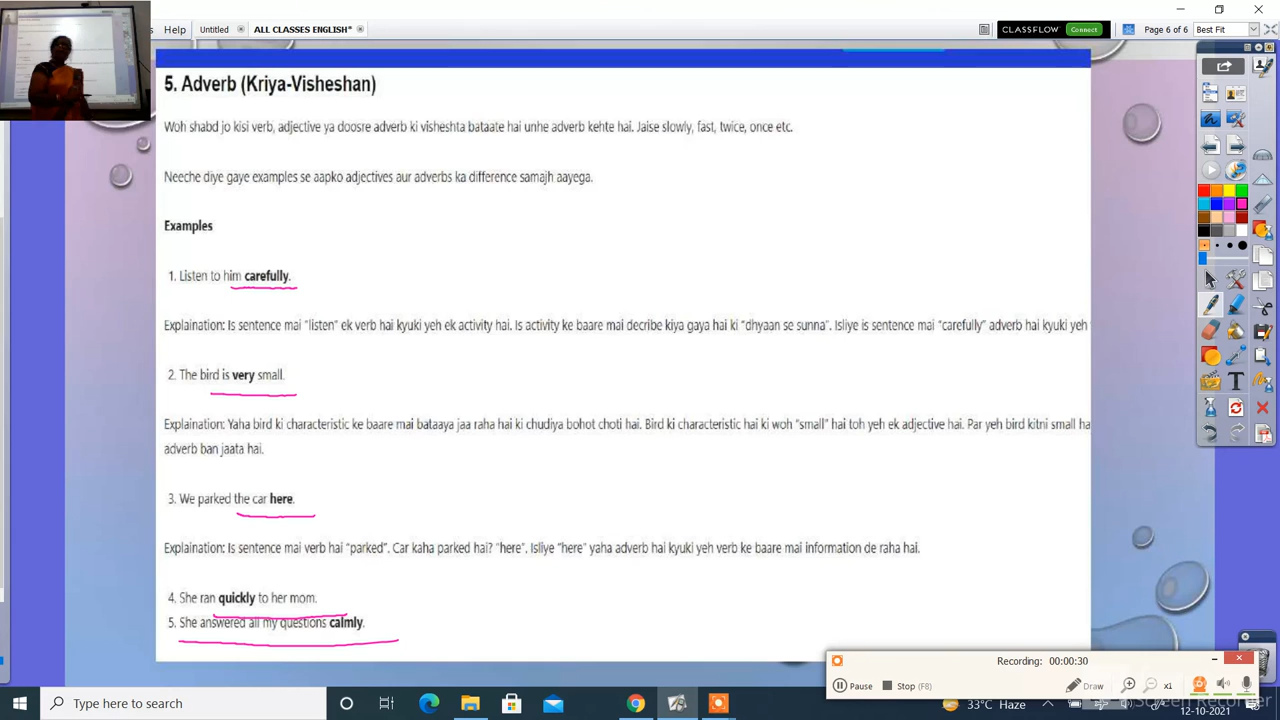 Help
Untitled
ALL CLASSES ENGLISH*
CLASSFLOW
Connect
Page 6 of 6
Best Fit
5. Adverb (Kriya-Visheshan)
Woh shabd jo kisi verb, adjective ya doosre adverb ki visheshta bataate hai unhe adverb kehte hai. Jaise slowly, fast, twice, once etc.
Neeche diye gaye examples se aapko adjectives aur adverbs ka difference samajh aayega.
Examples
1. Listen to him carefully.
Explaination: Is sentence mai “listen” ek verb hai kyuki yeh ek activity hai. Is activity ke baare mai decribe kiya gaya hai ki “dhyaan se sunna”. Isliye is sentence mai “carefully” adverb hai kyuki yeh
2. The bird is very small.
Explaination: Yaha bird ki characteristic ke baare mai bataaya jaa raha hai ki chudiya bohot choti hai. Bird ki characteristic hai ki woh “small” hai toh yeh ek adjective hai. Par yeh bird kitni small ha
adverb ban jaata hai.
3. We parked the car here.
Explaination: Is sentence mai verb hai “parked”. Car kaha parked hai? “here”. Isliye “here” yaha adverb hai kyuki yeh verb ke baare mai information de raha hai.
4. She ran quickly to her mom.
5. She answered all my questions calmly.
Recording: 00:00:30
Pause
Stop (F8)
Draw
x1
Screen Recorder
Type here to search
33°C Haze
12-10-2021